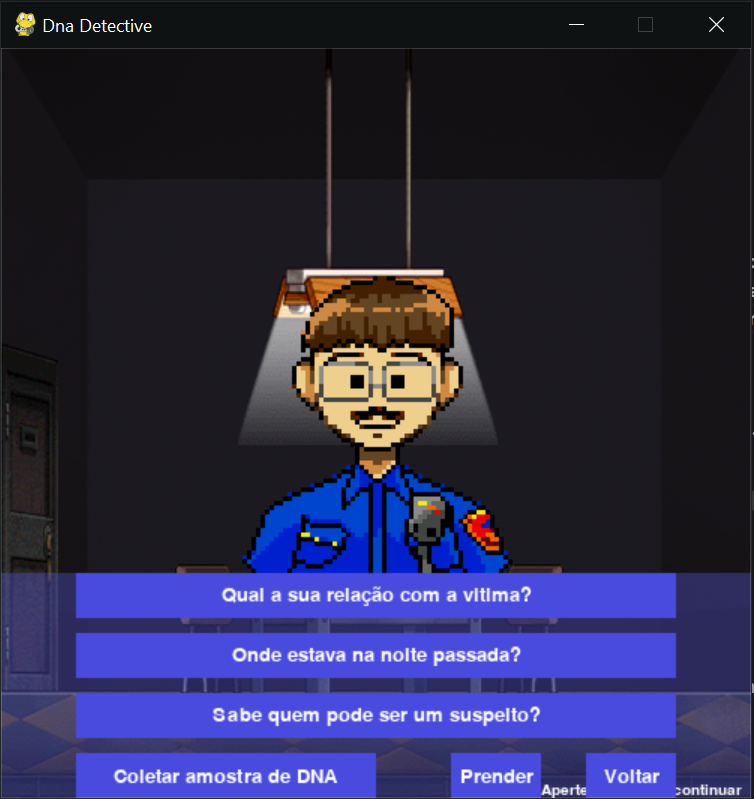 Dna Detective
Qual a sua relação com a vitima?
Onde estava na noite passada?
Sabe quem pode ser um suspeito?
Coletar amostra de DNA
Prender
Voltar
Aperte
continuar